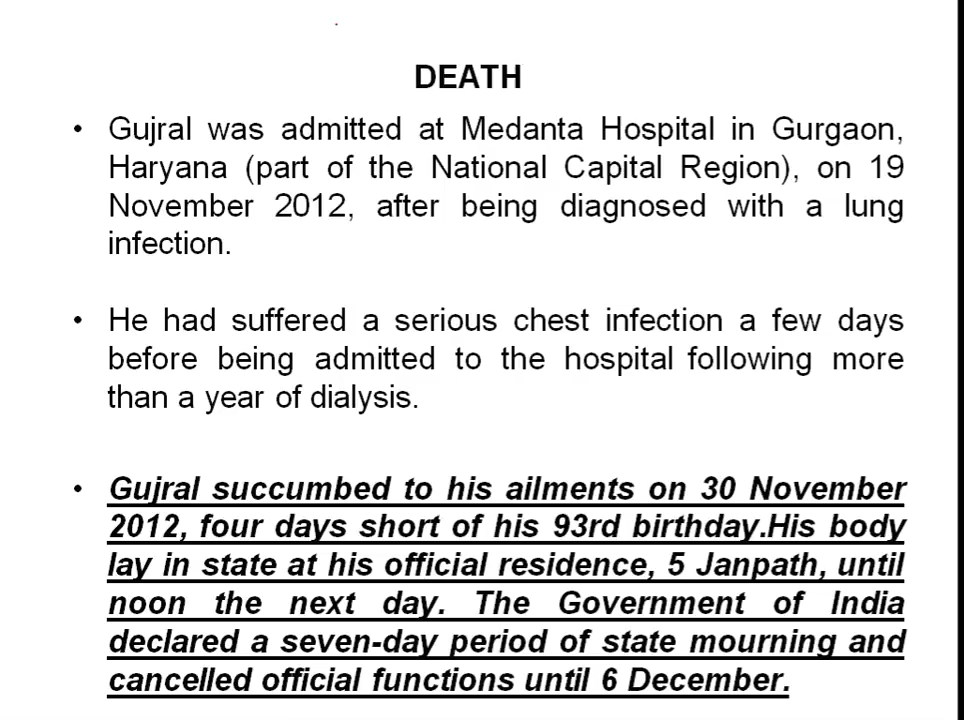 DEATH
• Gujral was admitted at Medanta Hospital in Gurgaon,
Haryana (part of the National Capital Region), on 19
November 2012, after being diagnosed with a lung
infection.
• He had suffered a serious chest infection a few days
before being admitted to the hospital following more
than a year of dialysis.
• Gujral succumbed to his ailments on 30 November
2012, four days short of his 93rd birthday.His body
lay in state at his official residence, 5 Janpath, until
noon the next day. The Government of India
declared a seven-day period of state mourning and
cancelled official functions until 6 December.